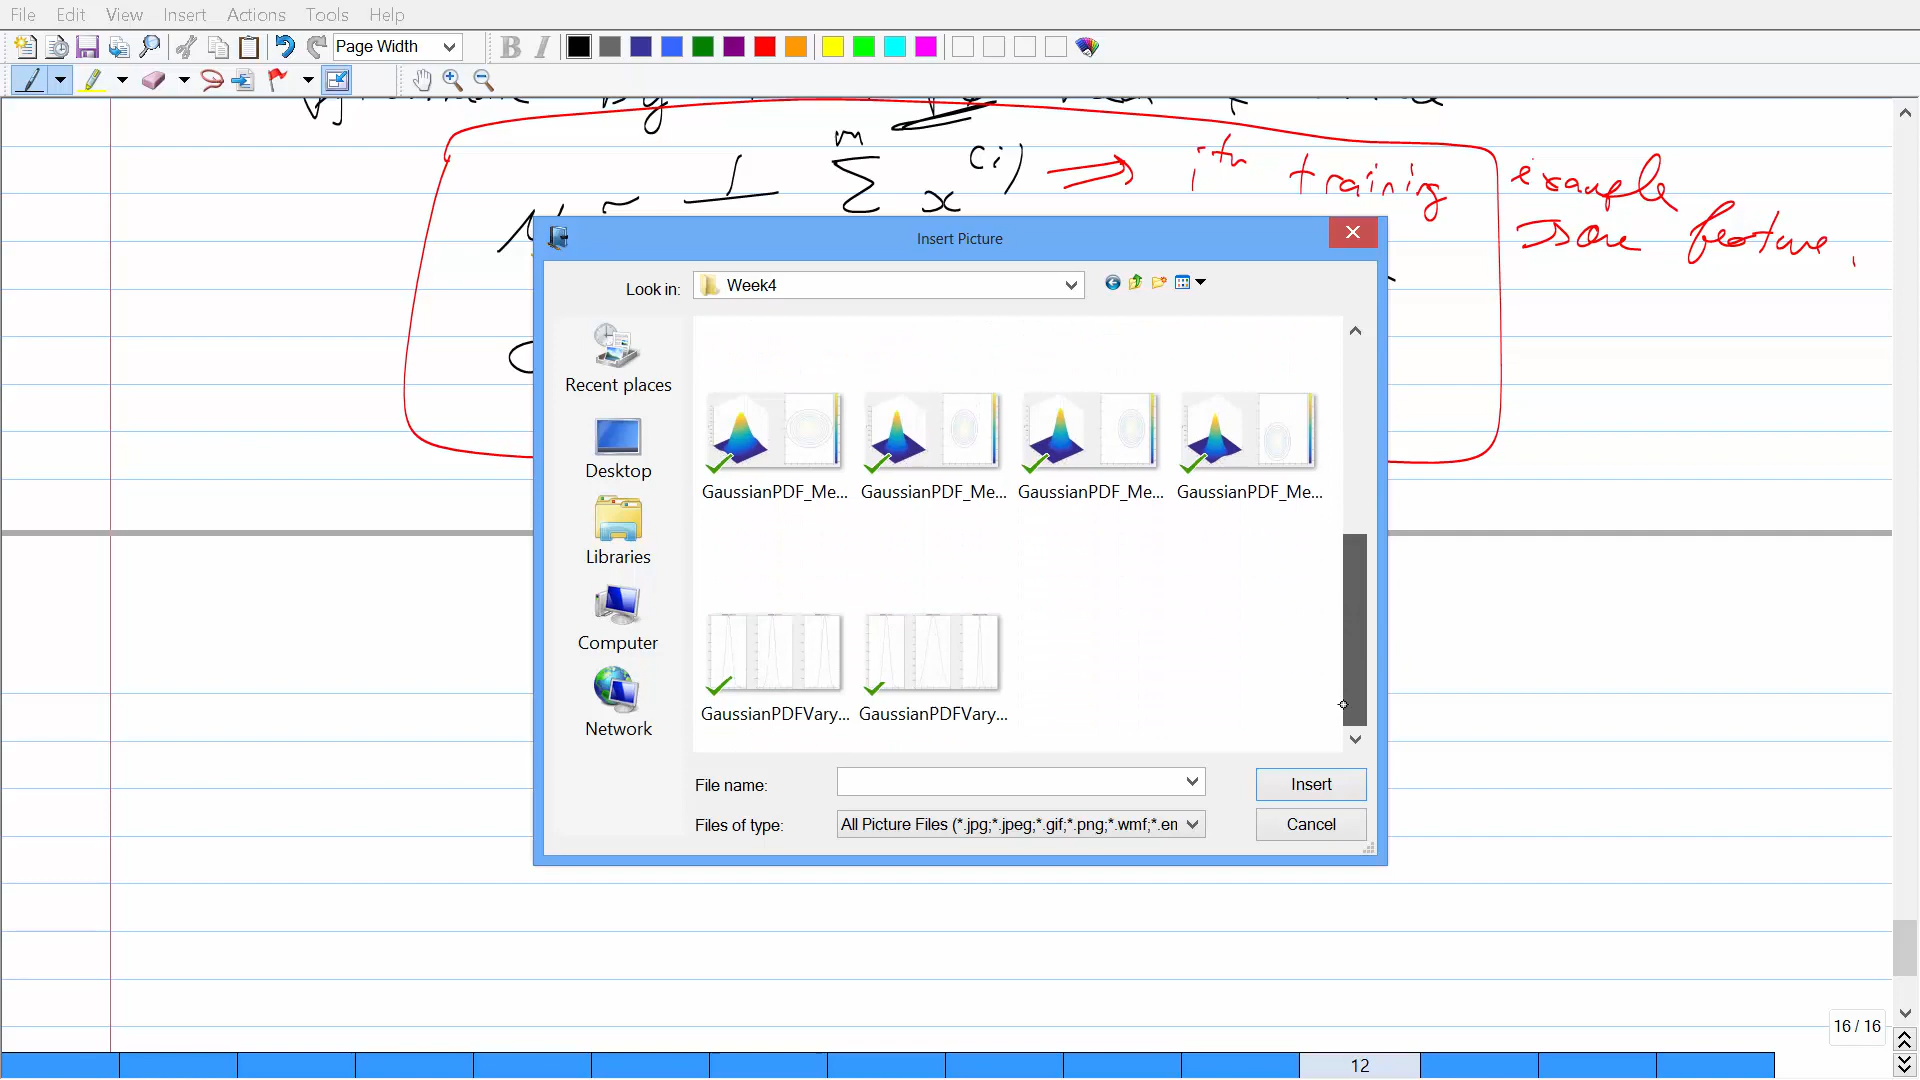 File Edit View Insert Actions Tools Help
Page Width
B I
m
1 Σ x (i) ⇒ ith training example
feature.
Insert Picture
Look in: Week4
Recent places
Desktop
Libraries
Computer
Network
GaussianPDF_Me... GaussianPDF_Me... GaussianPDF_Me... GaussianPDF_Me...
GaussianPDFVary... GaussianPDFVary...
File name: Insert
Files of type: All Picture Files (*.jpg;*.jpeg;*.gif;*.png;*.wmf;*.en Cancel
16 / 16
12